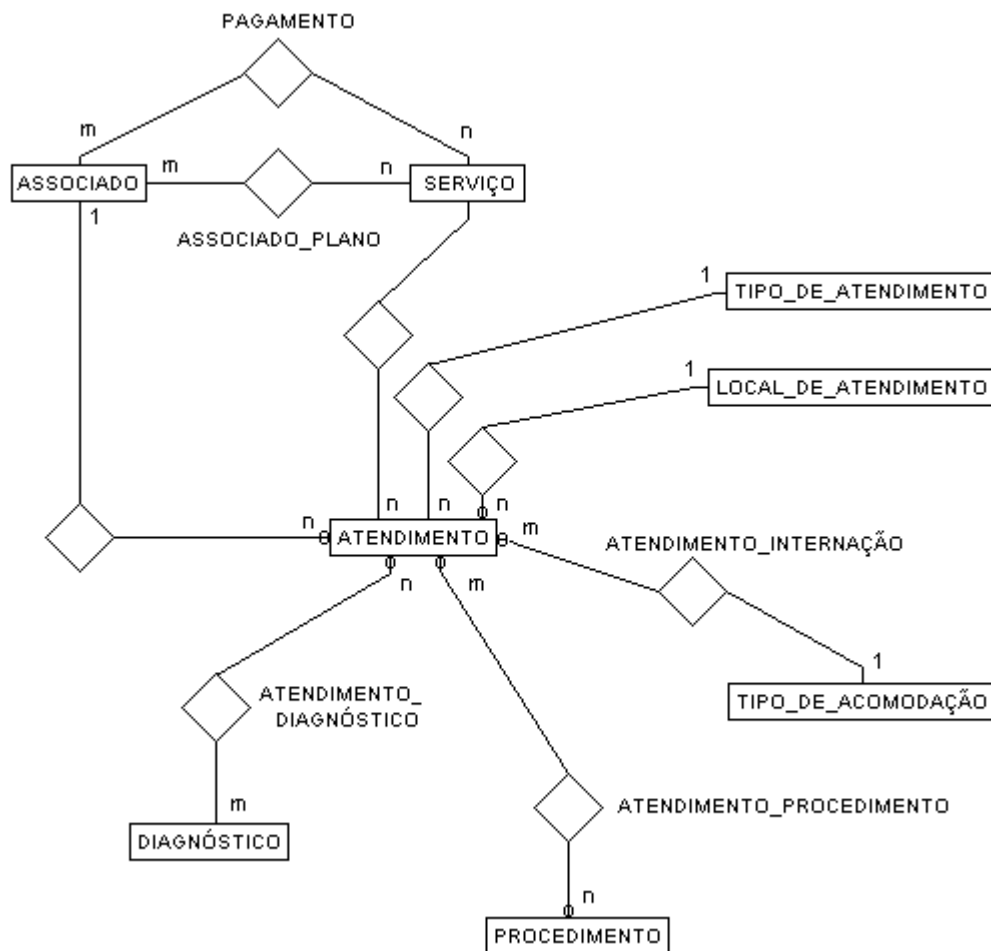 PAGAMENTO
m
n
ASSOCIADO
m
n
SERVIÇO
1
ASSOCIADO_PLANO
1
TIPO_DE_ATENDIMENTO
1
LOCAL_DE_ATENDIMENTO
n
n
n
n
m
ATENDIMENTO
ATENDIMENTO_INTERNAÇÃO
n
m
1
ATENDIMENTO_
DIAGNÓSTICO
TIPO_DE_ACOMODAÇÃO
m
ATENDIMENTO_PROCEDIMENTO
DIAGNÓSTICO
n
PROCEDIMENTO